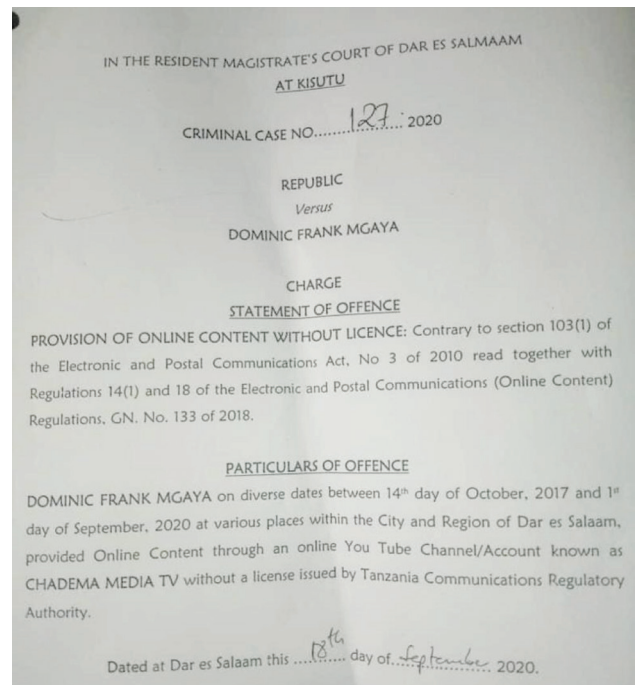 IN THE RESIDENT MAGISTRATE'S COURT OF DAR ES SALMAAM
AT KISUTU
CRIMINAL CASE NO........127.....: 2020
REPUBLIC
Versus
DOMINIC FRANK MGAYA
CHARGE
STATEMENT OF OFFENCE
PROVISION OF ONLINE CONTENT WITHOUT LICENCE: Contrary to section 103(1) of
the Electronic and Postal Communications Act, No 3 of 2010 read together with
Regulations 14(1) and 18 of the Electronic and Postal Communications (Online Content)
Regulations, GN. No. 133 of 2018.
PARTICULARS OF OFFENCE
DOMINIC FRANK MGAYA on diverse dates between 14th day of October, 2017 and 1st
day of September, 2020 at various places within the City and Region of Dar es Salaam,
provided Online Content through an online You Tube Channel/Account known as
CHADEMA MEDIA TV without a license issued by Tanzania Communications Regulatory
Authority.
Dated at Dar es Salaam this ....18th..... day of...September....... 2020.